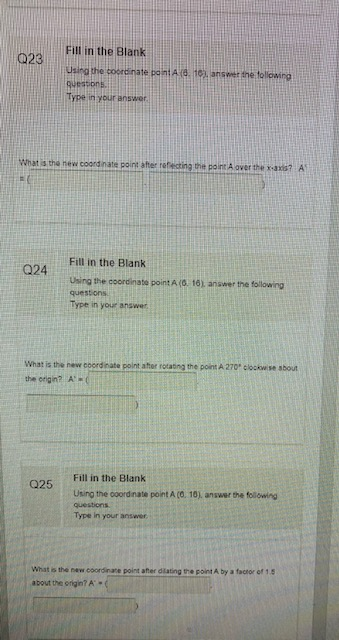 Q23
Fill in the Blank
Using the coordinate point A (6, 16), answer the following
questions.
Type in your answer.
What is the new coordinate point after reflecting the point A over the x-axis? A'
= ( , )
Q24
Fill in the Blank
Using the coordinate point A (6, 16), answer the following
questions.
Type in your answer.
What is the new coordinate point after rotating the point A 270° clockwise about
the origin? A' = (
)
Q25
Fill in the Blank
Using the coordinate point A (6, 16), answer the following
questions.
Type in your answer.
What is the new coordinate point after dilating the point A by a factor of 1.5
about the origin? A' = (
)